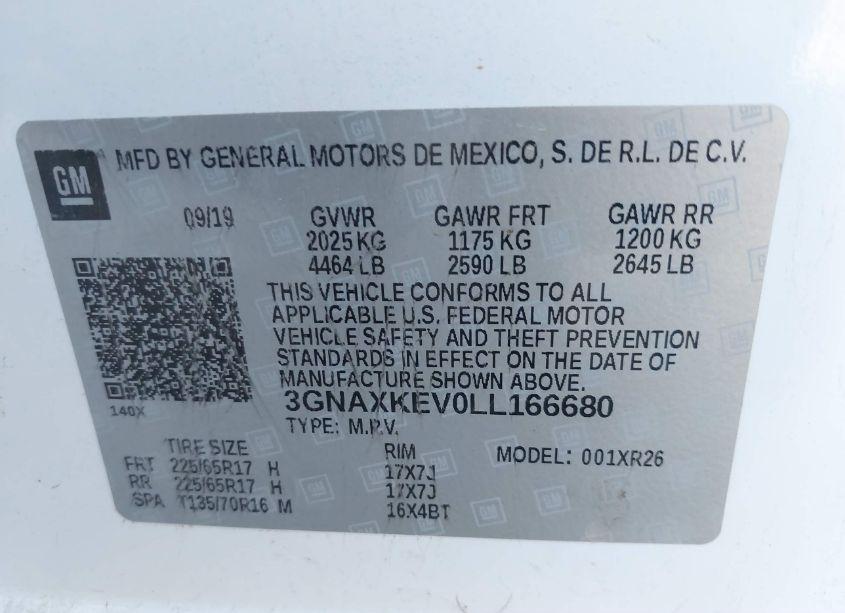 GM
MFD BY GENERAL MOTORS DE MEXICO, S. DE R.L. DE C.V.
09/19 GVWR GAWR FRT GAWR RR
2025 KG 1175 KG 1200 KG
4464 LB 2590 LB 2645 LB
THIS VEHICLE CONFORMS TO ALL
APPLICABLE U.S. FEDERAL MOTOR
VEHICLE SAFETY AND THEFT PREVENTION
STANDARDS IN EFFECT ON THE DATE OF
MANUFACTURE SHOWN ABOVE.
140X
3GNAXKEV0LL166680
TYPE: M.P.V.
TIRE SIZE RIM MODEL: 001XR26
FRT 225/65R17 H 17X7J
RR 225/65R17 H 17X7J
SPA T135/70R16 M 16X4BT